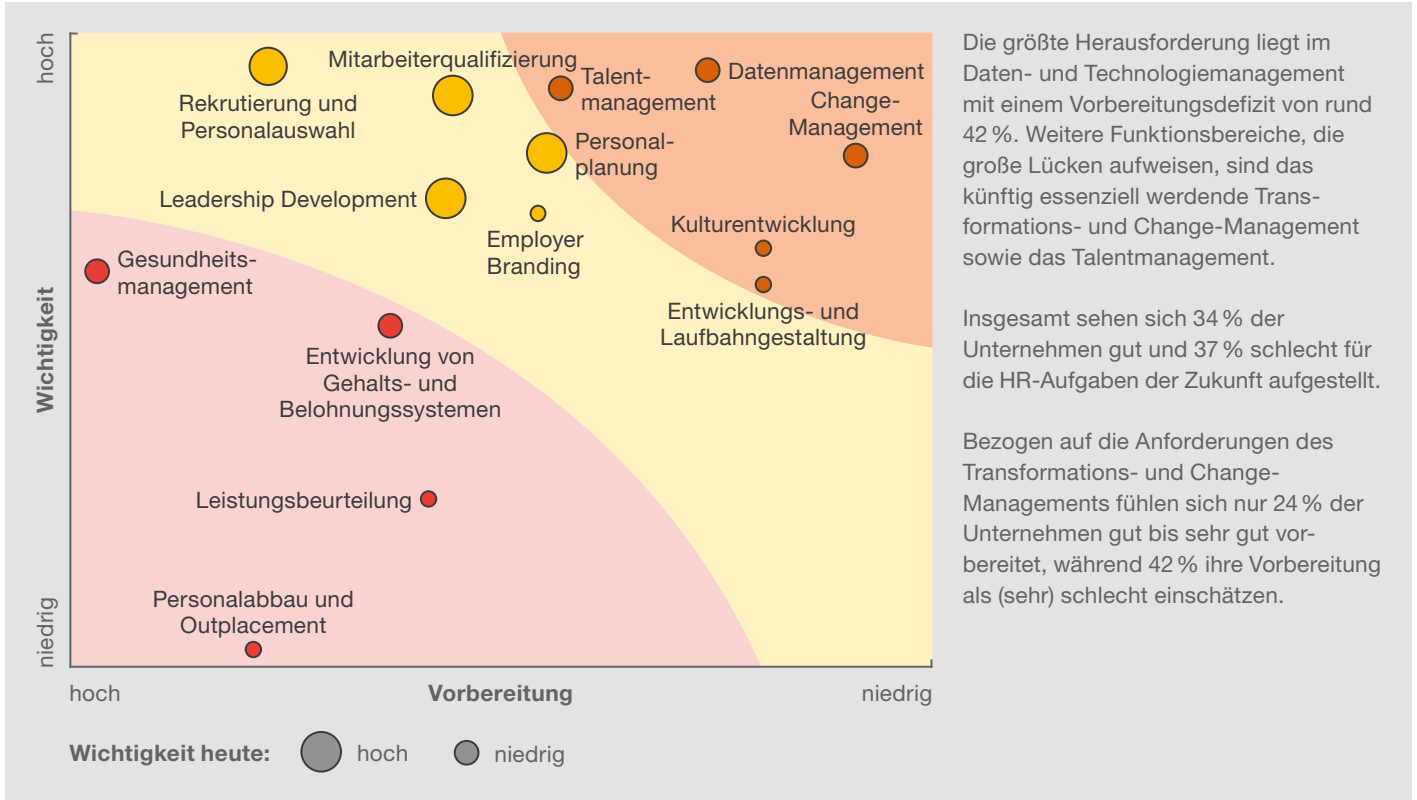 hoch
Wichtigkeit
niedrig
Mitarbeiterqualifizierung
Rekrutierung und
Personalauswahl
Talent-
management
Datenmanagement
Change-
Management
Personal-
planung
Leadership Development
Employer
Branding
Kulturentwicklung
Entwicklungs- und
Laufbahngestaltung
Gesundheits-
management
Entwicklung von
Gehalts- und
Belohnungssystemen
Leistungsbeurteilung
Personalabbau und
Outplacement
hoch
Vorbereitung
niedrig
Wichtigkeit heute:
hoch
niedrig
Die größte Herausforderung liegt im
Daten- und Technologiemanagement
mit einem Vorbereitungsdefizit von rund
42 %. Weitere Funktionsbereiche, die
große Lücken aufweisen, sind das
künftig essenziell werdende Trans-
formations- und Change-Management
sowie das Talentmanagement.
Insgesamt sehen sich 34 % der
Unternehmen gut und 37 % schlecht für
die HR-Aufgaben der Zukunft aufgestellt.
Bezogen auf die Anforderungen des
Transformations- und Change-
Managements fühlen sich nur 24 % der
Unternehmen gut bis sehr gut vor-
bereitet, während 42 % ihre Vorbereitung
als (sehr) schlecht einschätzen.